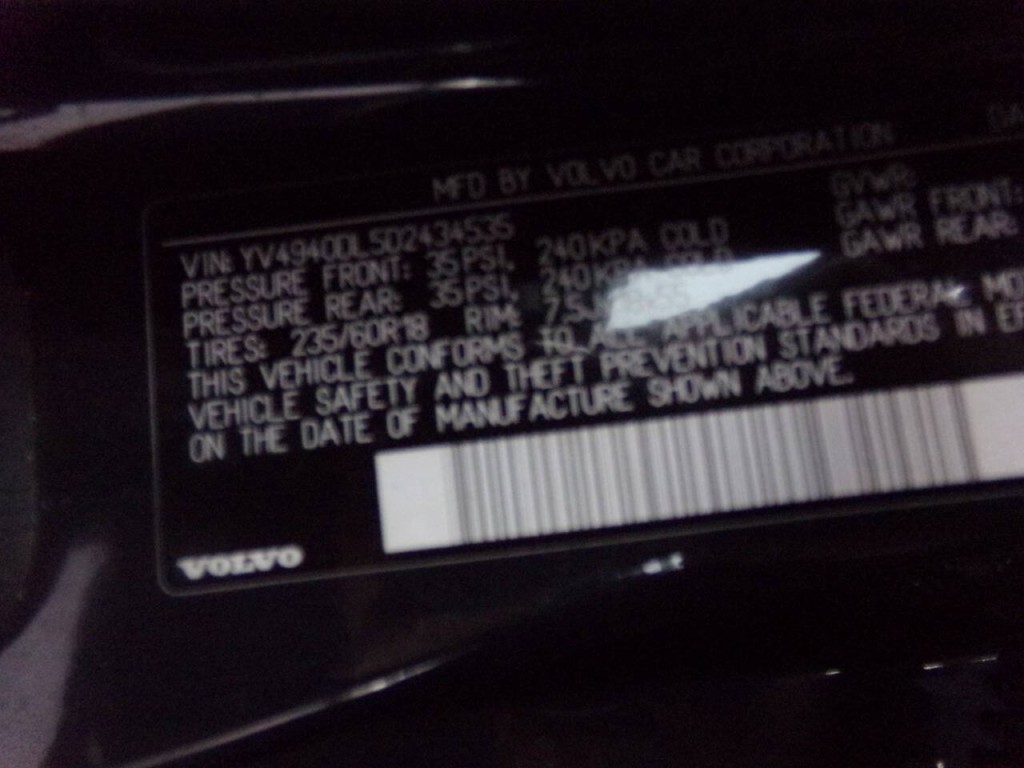 MFD BY VOLVO CAR CORPORATION
GVWR:
VIN: YV4940DL5D2434535 GAWR FRONT:
PRESSURE FRONT: 35PSI, 240KPA COLD GAWR REAR:
PRESSURE REAR: 35PSI, 240KPA COLD
TIRES: 235/60R18 RIM:
THIS VEHICLE CONFORMS TO ALL APPLICABLE FEDERAL
VEHICLE SAFETY AND THEFT PREVENTION STANDARDS IN
ON THE DATE OF MANUFACTURE SHOWN ABOVE.
VOLVO